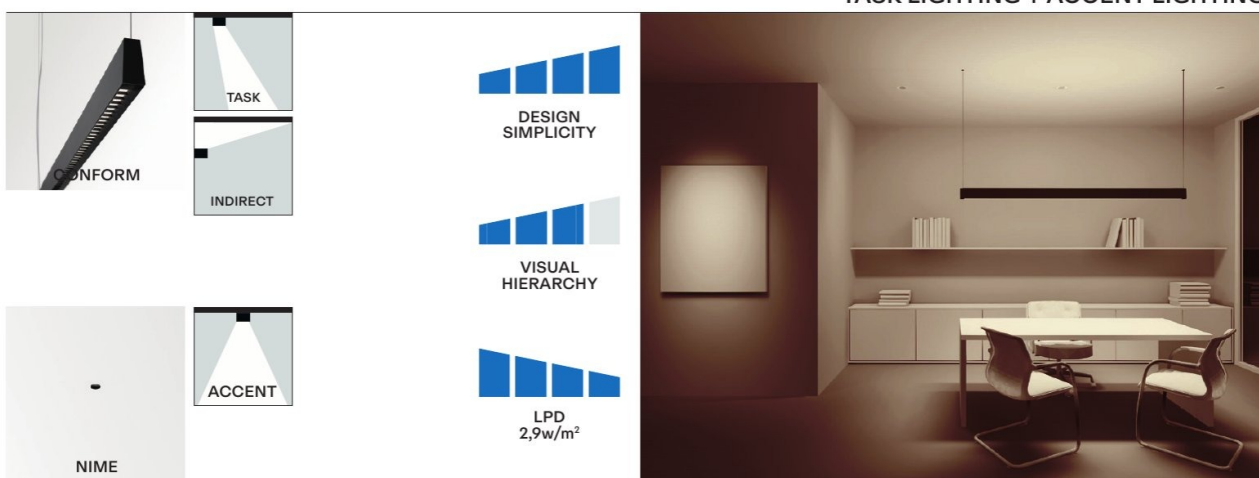 TASK LIGHTING + ACCENT LIGHTING
CONFORM
TASK
INDIRECT
DESIGN
SIMPLICITY
VISUAL
HIERARCHY
NIME
ACCENT
LPD
2,9w/m²